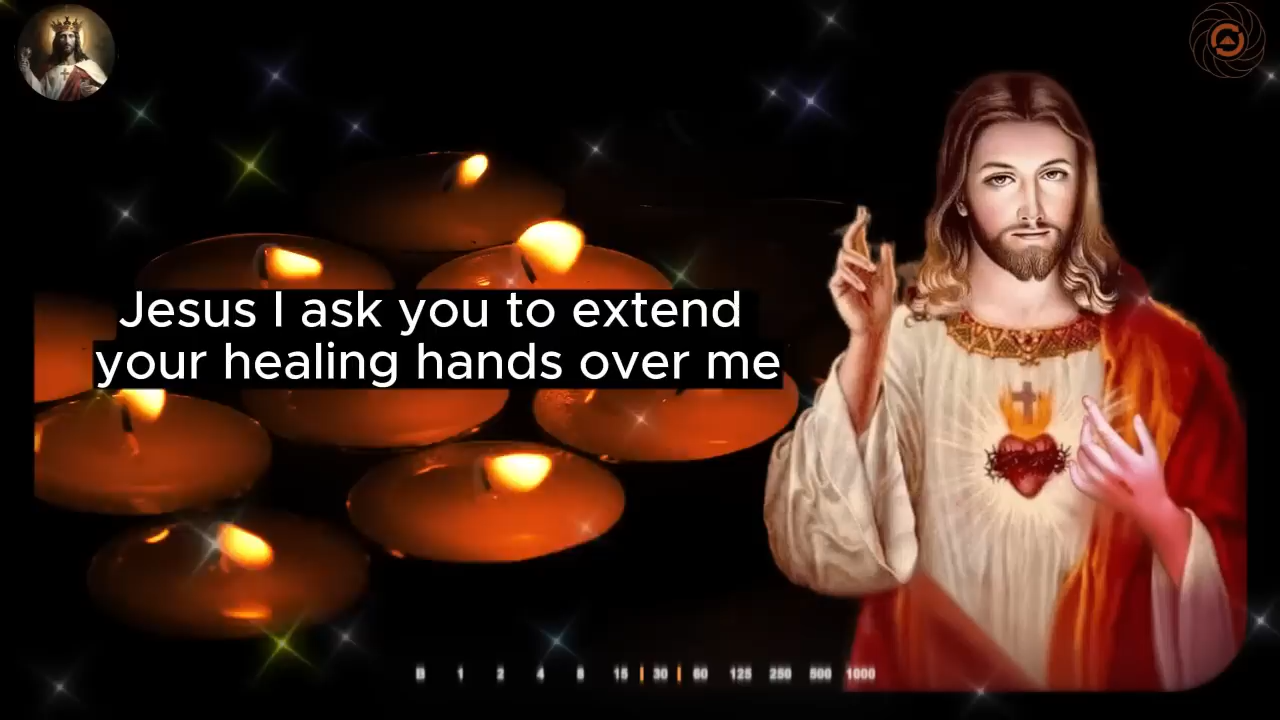 Jesus I ask you to extend
your healing hands over me
B 1 2 4 8 15 30 60 125 250 500 1000